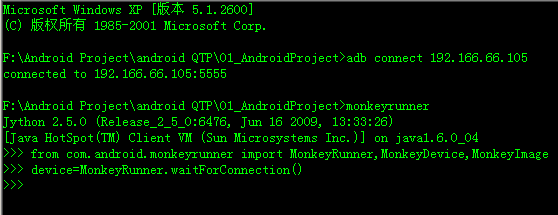 Microsoft Windows XP [版本 5.1.2600]
(C) 版权所有 1985-2001 Microsoft Corp.
F:\Android Project\android QTP\01_AndroidProject>adb connect 192.166.66.105
connected to 192.166.66.105:5555
F:\Android Project\android QTP\01_AndroidProject>monkeyrunner
Jython 2.5.0 (Release_2_5_0:6476, Jun 16 2009, 13:33:26)
[Java HotSpot(TM) Client VM (Sun Microsystems Inc.)] on java1.6.0_04
>>> from com.android.monkeyrunner import MonkeyRunner,MonkeyDevice,MonkeyImage
>>> device=MonkeyRunner.waitForConnection()
>>>